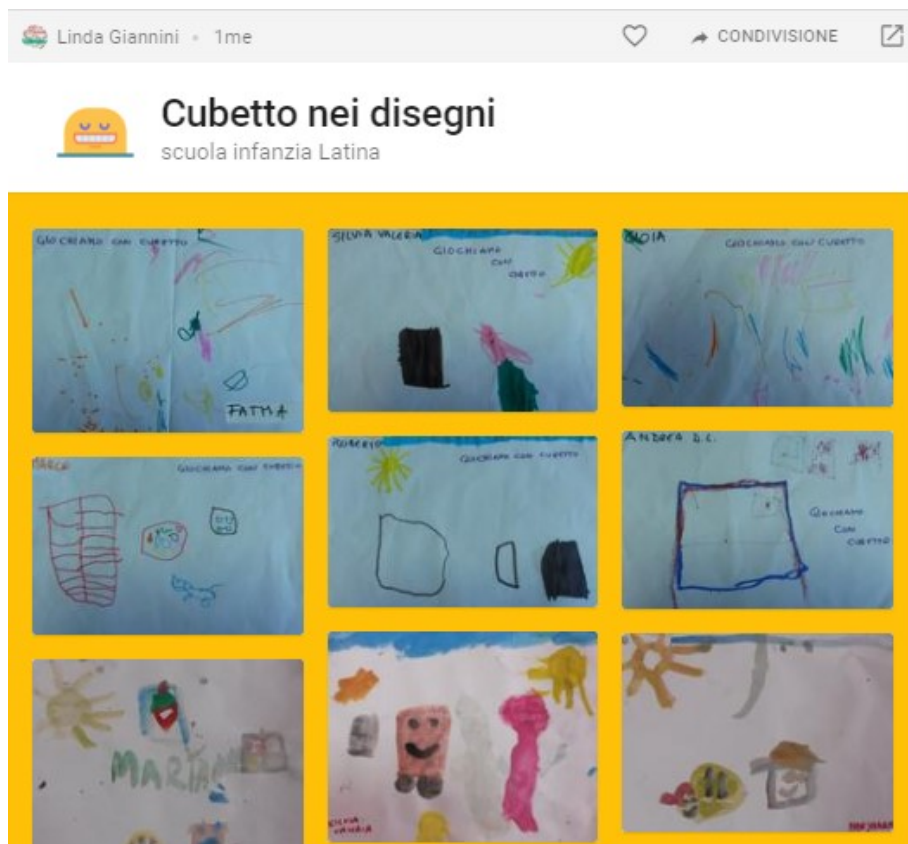 Linda Giannini • 1me
CONDIVISIONE
Cubetto nei disegni
scuola infanzia Latina
GIOCHIAMO CON CUBETTO
FATMA
SILVIA VALERIA
GIOCHIAMO
CON
GIOIA
GIOCHIAMO CON CUBETTO
MARCO
GIOCHIAMO CON CUBETTO
ROBERTO
GIOCHIAMO CON CUBETTO
ANDREA D.C.
GIOCHIAMO
CON
CUBETTO
SILVIA